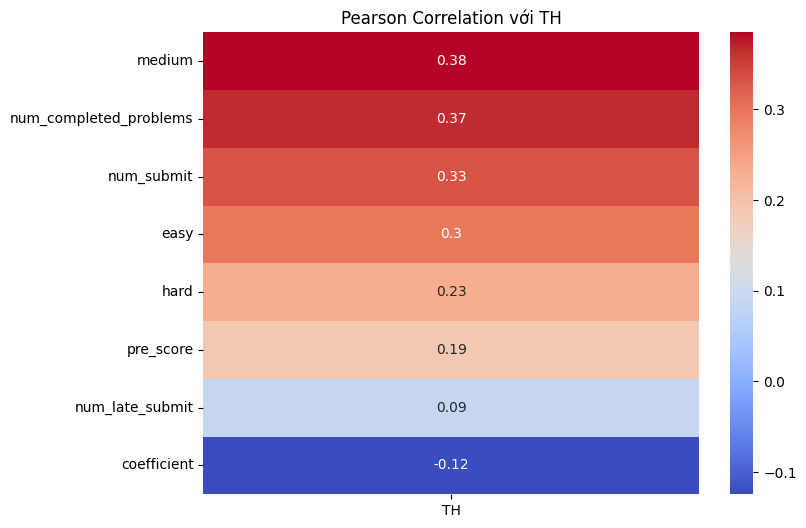 Pearson Correlation với TH
medium
0.38
num_completed_problems
0.37
num_submit
0.33
easy
0.3
hard
0.23
pre_score
0.19
num_late_submit
0.09
coefficient
-0.12
TH
0.3
0.2
0.1
0.0
−0.1